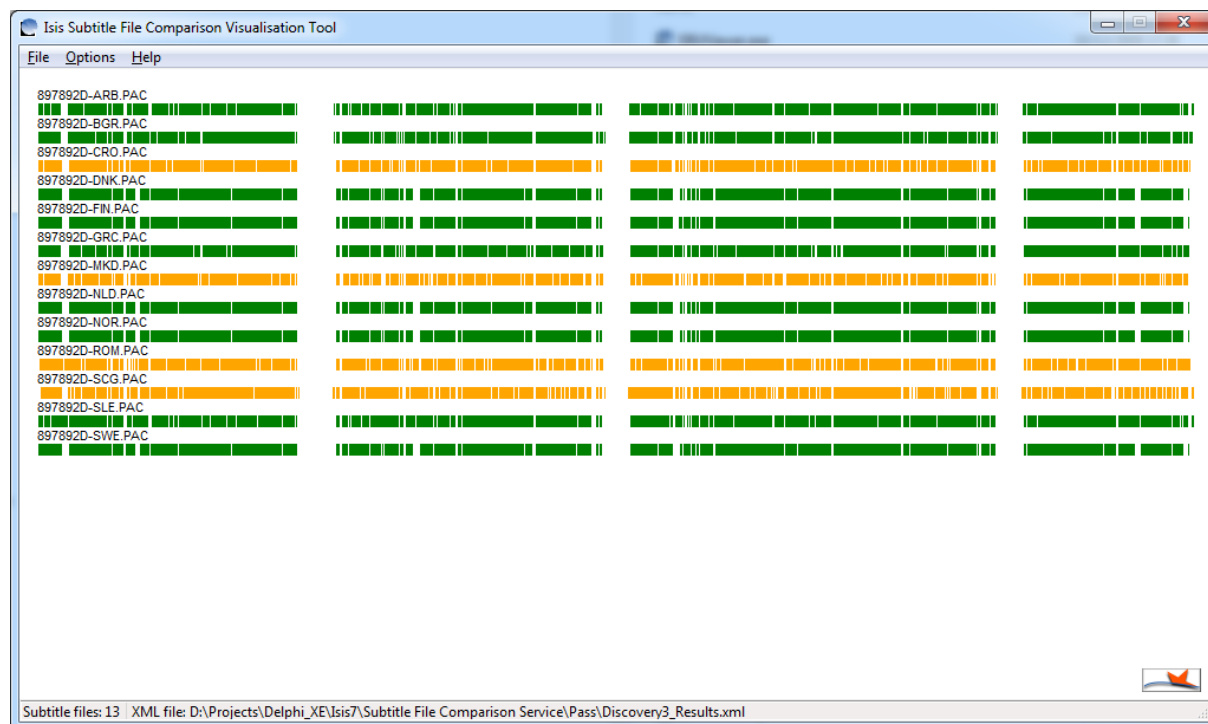 Isis Subtitle File Comparison Visualisation Tool
File Options Help
897892D-ARB.PAC
897892D-BGR.PAC
897892D-CRO.PAC
897892D-DNK.PAC
897892D-FIN.PAC
897892D-GRC.PAC
897892D-MKD.PAC
897892D-NLD.PAC
897892D-NOR.PAC
897892D-ROM.PAC
897892D-SCG.PAC
897892D-SLE.PAC
897892D-SWE.PAC
Subtitle files: 13 XML file: D:\Projects\Delphi_XE\Isis7\Subtitle File Comparison Service\Pass\Discovery3_Results.xml